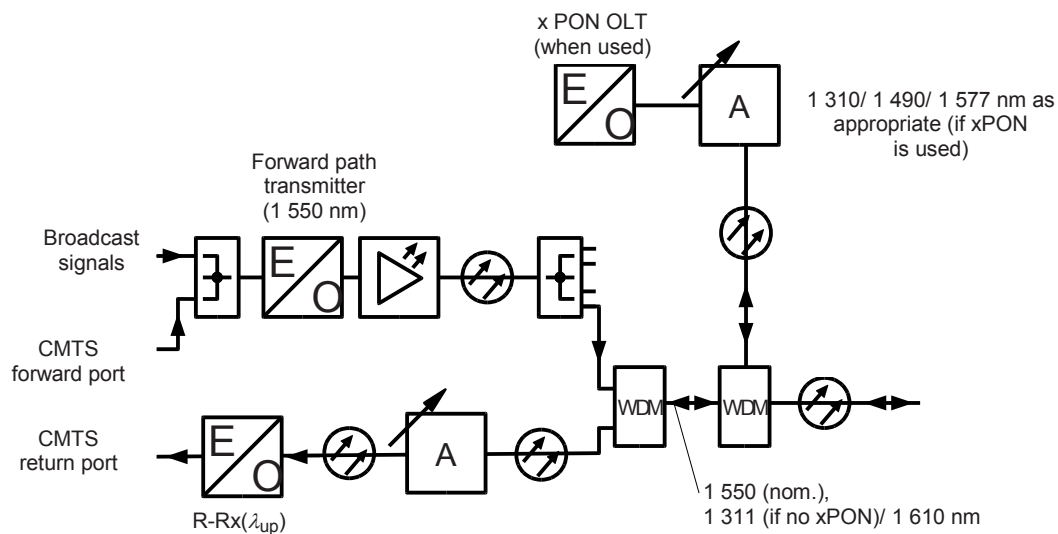 x PON OLT
(when used)
E
O
A
1 310/ 1 490/ 1 577 nm as
appropriate (if xPON
is used)
Forward path
transmitter
(1 550 nm)
Broadcast
signals
E
O
CMTS
forward port
WDM
WDM
CMTS
return port
E
O
A
R-Rx(λup)
1 550 (nom.),
1 311 (if no xPON)/ 1 610 nm